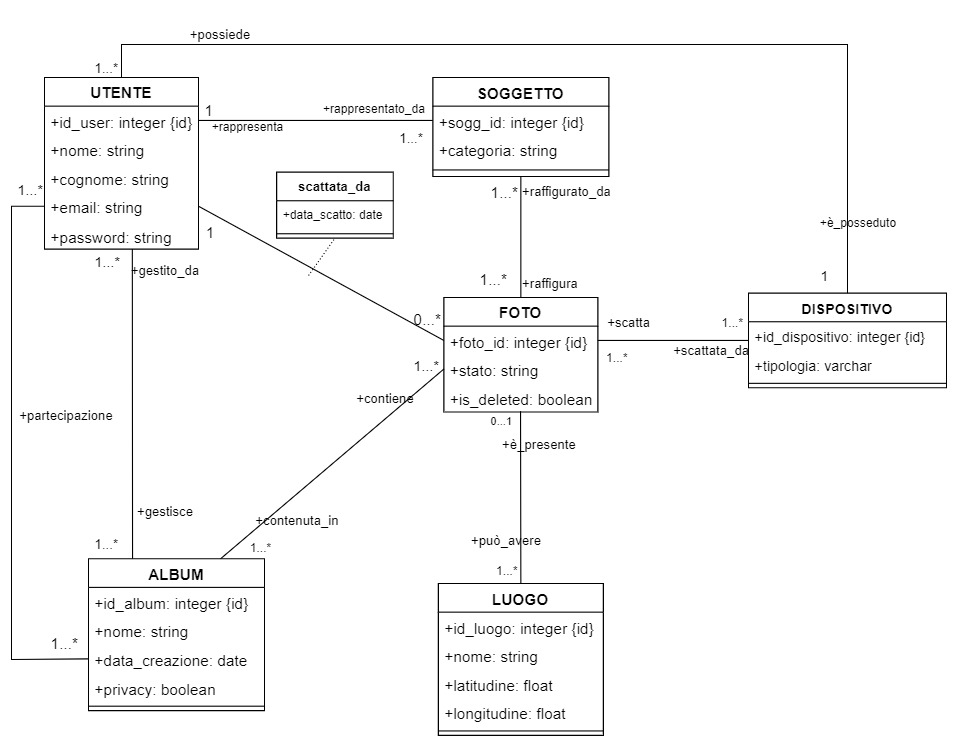 +possiede
1...*
UTENTE
+id_user: integer {id}
+nome: string
+cognome: string
+email: string
+password: string
1
+rappresenta
+rappresentato_da
1...*
SOGGETTO
+sogg_id: integer {id}
+categoria: string
scattata_da
+data_scatto: date
1...*
1
1...*
+raffigurato_da
+è_posseduto
1...*
+gestito_da
1...*
+raffigura
1
0...*
FOTO
+foto_id: integer {id}
+stato: string
+is_deleted: boolean
+scatta
1...*
1...*
+scattata_da
DISPOSITIVO
+id_dispositivo: integer {id}
+tipologia: varchar
1...*
+contiene
+partecipazione
0...1
+è_presente
+gestisce
+contenuta_in
1...*
1...*
+può_avere
1...*
ALBUM
+id_album: integer {id}
+nome: string
+data_creazione: date
+privacy: boolean
1...*
LUOGO
+id_luogo: integer {id}
+nome: string
+latitudine: float
+longitudine: float